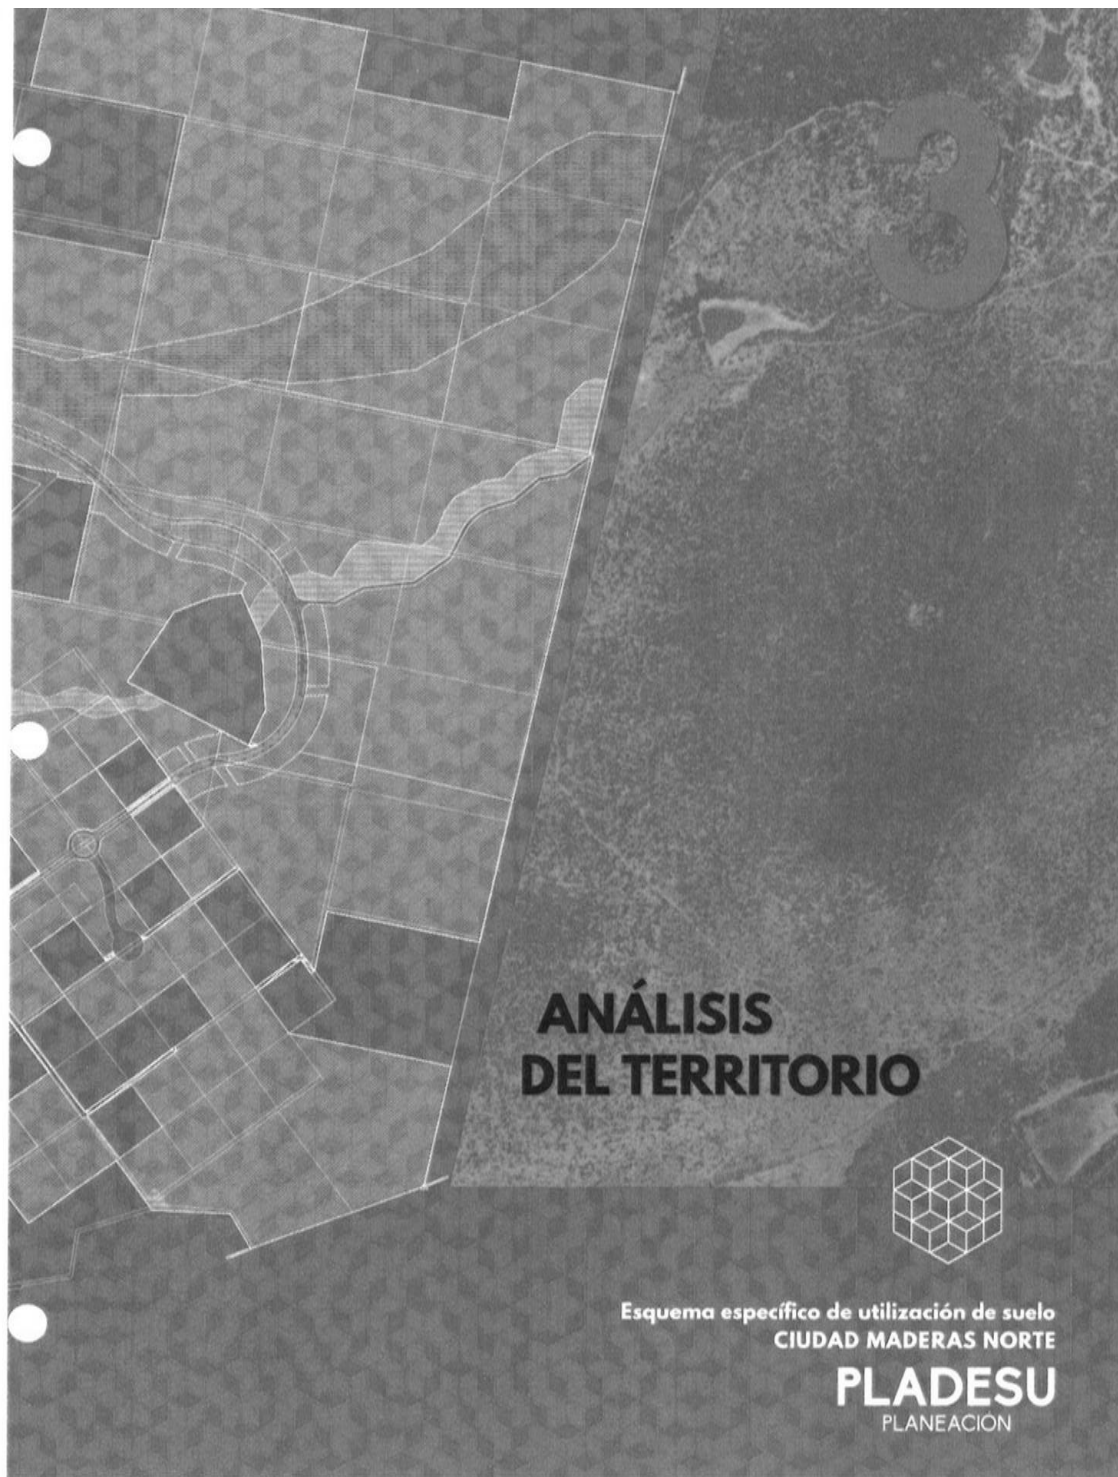 3
ANÁLISIS
DEL TERRITORIO
Esquema específico de utilización de suelo
CIUDAD MADERAS NORTE
PLADESU
PLANEACIÓN